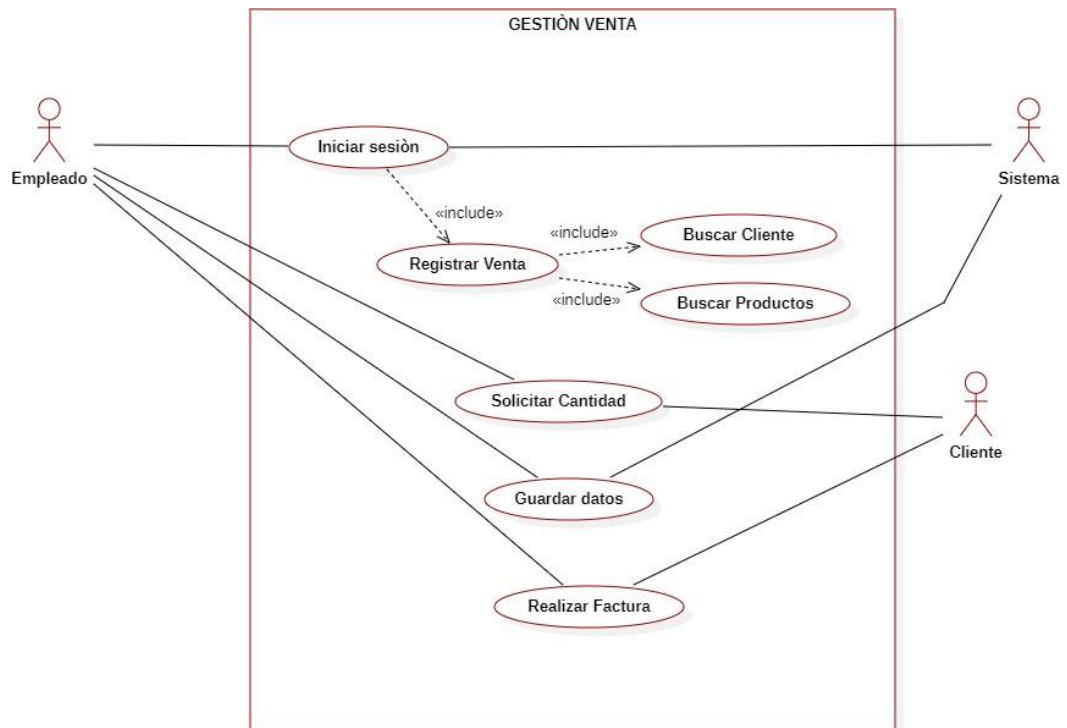 GESTIÒN VENTA
Iniciar sesiòn
Empleado
Sistema
«include»
«include»
Buscar Cliente
Registrar Venta
«include»
Buscar Productos
Solicitar Cantidad
Cliente
Guardar datos
Realizar Factura